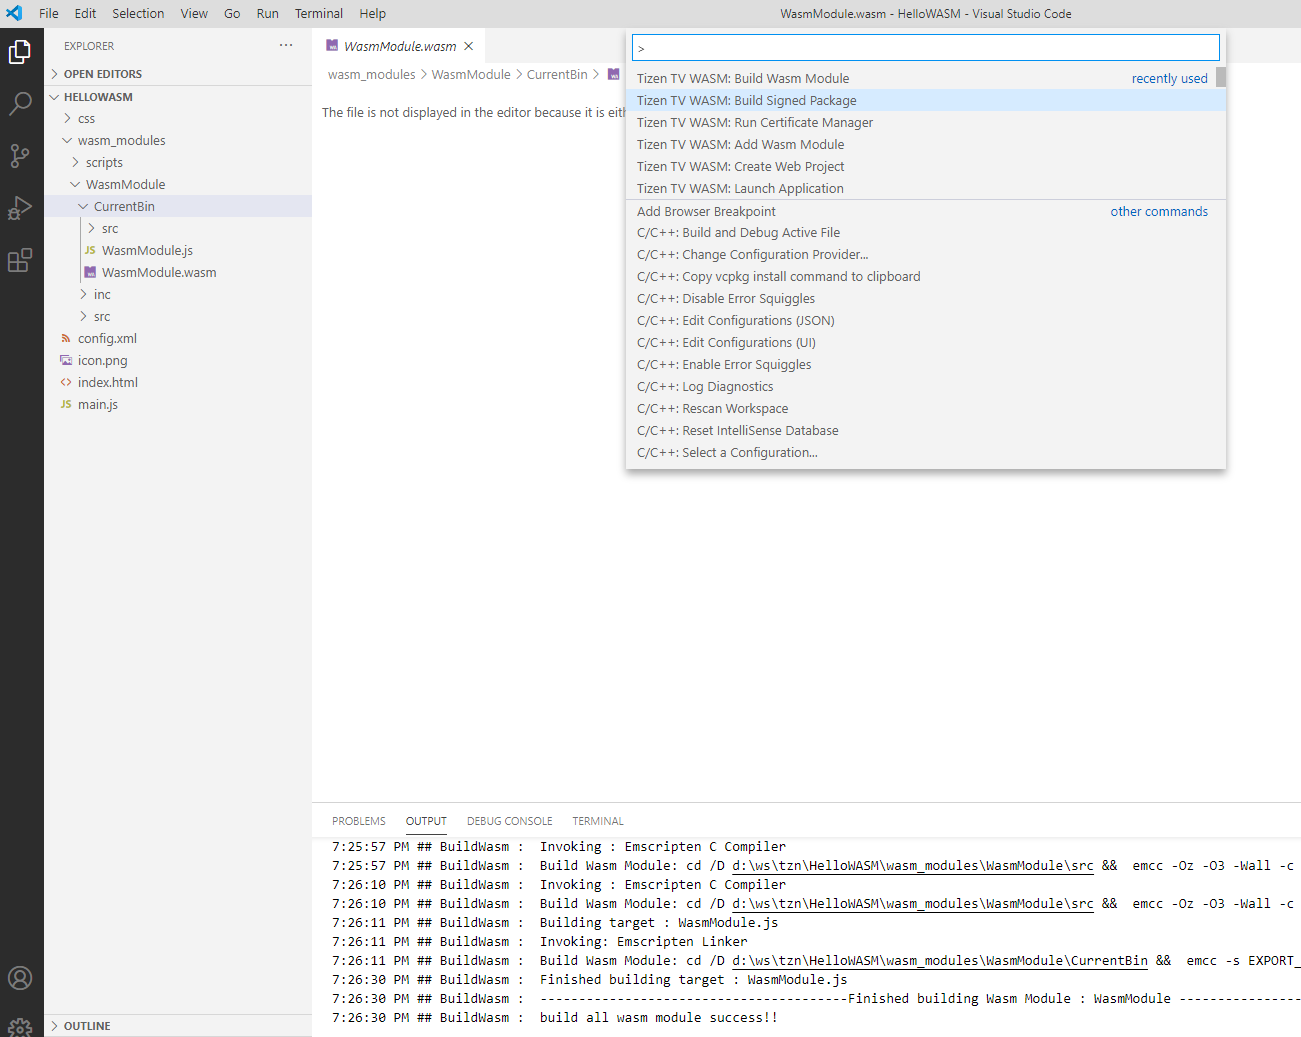 File Edit Selection View Go Run Terminal Help
WasmModule.wasm - HelloWASM - Visual Studio Code
EXPLORER
OPEN EDITORS
HELLOWASM
css
wasm_modules
scripts
WasmModule
CurrentBin
src
JS WasmModule.js
WasmModule.wasm
inc
src
config.xml
icon.png
<> index.html
JS main.js
OUTLINE
WasmModule.wasm
wasm_modules > WasmModule > CurrentBin >
The file is not displayed in the editor because it is eith
>
Tizen TV WASM: Build Wasm Module recently used
Tizen TV WASM: Build Signed Package
Tizen TV WASM: Run Certificate Manager
Tizen TV WASM: Add Wasm Module
Tizen TV WASM: Create Web Project
Tizen TV WASM: Launch Application
Add Browser Breakpoint other commands
C/C++: Build and Debug Active File
C/C++: Change Configuration Provider...
C/C++: Copy vcpkg install command to clipboard
C/C++: Disable Error Squiggles
C/C++: Edit Configurations (JSON)
C/C++: Edit Configurations (UI)
C/C++: Enable Error Squiggles
C/C++: Log Diagnostics
C/C++: Rescan Workspace
C/C++: Reset IntelliSense Database
C/C++: Select a Configuration...
PROBLEMS OUTPUT DEBUG CONSOLE TERMINAL
7:25:57 PM ## BuildWasm : Invoking : Emscripten C Compiler
7:25:57 PM ## BuildWasm : Build Wasm Module: cd /D d:\ws\tzn\HelloWASM\wasm_modules\WasmModule\src && emcc -Oz -O3 -Wall -c
7:26:10 PM ## BuildWasm : Invoking : Emscripten C Compiler
7:26:10 PM ## BuildWasm : Build Wasm Module: cd /D d:\ws\tzn\HelloWASM\wasm_modules\WasmModule\src && emcc -Oz -O3 -Wall -c
7:26:11 PM ## BuildWasm : Building target : WasmModule.js
7:26:11 PM ## BuildWasm : Invoking: Emscripten Linker
7:26:11 PM ## BuildWasm : Build Wasm Module: cd /D d:\ws\tzn\HelloWASM\wasm_modules\WasmModule\CurrentBin && emcc -s EXPORT_
7:26:30 PM ## BuildWasm : Finished building target : WasmModule.js
7:26:30 PM ## BuildWasm : ----------------------------------------Finished building Wasm Module : WasmModule ----------------
7:26:30 PM ## BuildWasm : build all wasm module success!!